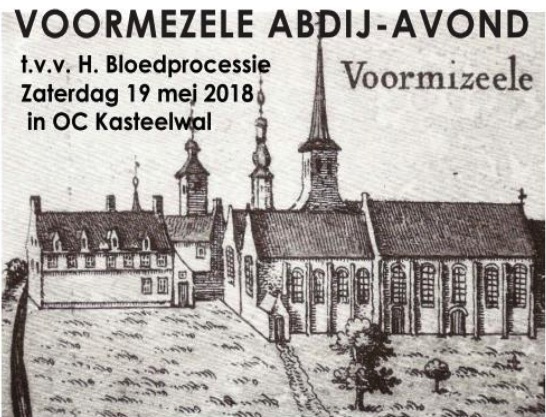 VOORMEZELE ABDIJ-AVOND
t.v.v. H. Bloedprocessie
Zaterdag 19 mei 2018
in OC Kasteelwal
Voormizeele